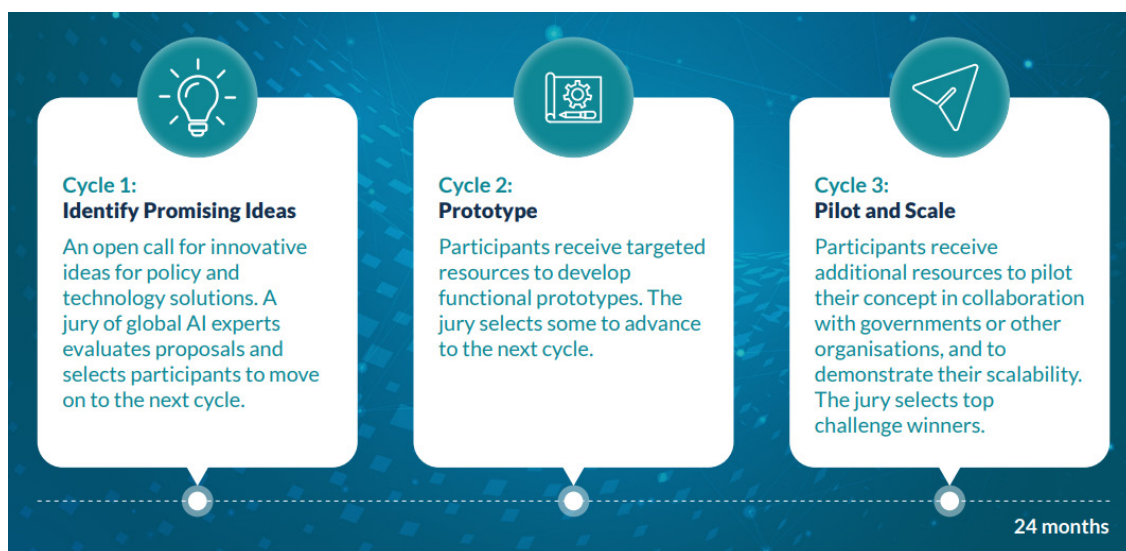 Cycle 1:
Identify Promising Ideas
An open call for innovative
ideas for policy and
technology solutions. A
jury of global AI experts
evaluates proposals and
selects participants to move
on to the next cycle.
Cycle 2:
Prototype
Participants receive targeted
resources to develop
functional prototypes. The
jury selects some to advance
to the next cycle.
Cycle 3:
Pilot and Scale
Participants receive
additional resources to pilot
their concept in collaboration
with governments or other
organisations, and to
demonstrate their scalability.
The jury selects top
challenge winners.
24 months